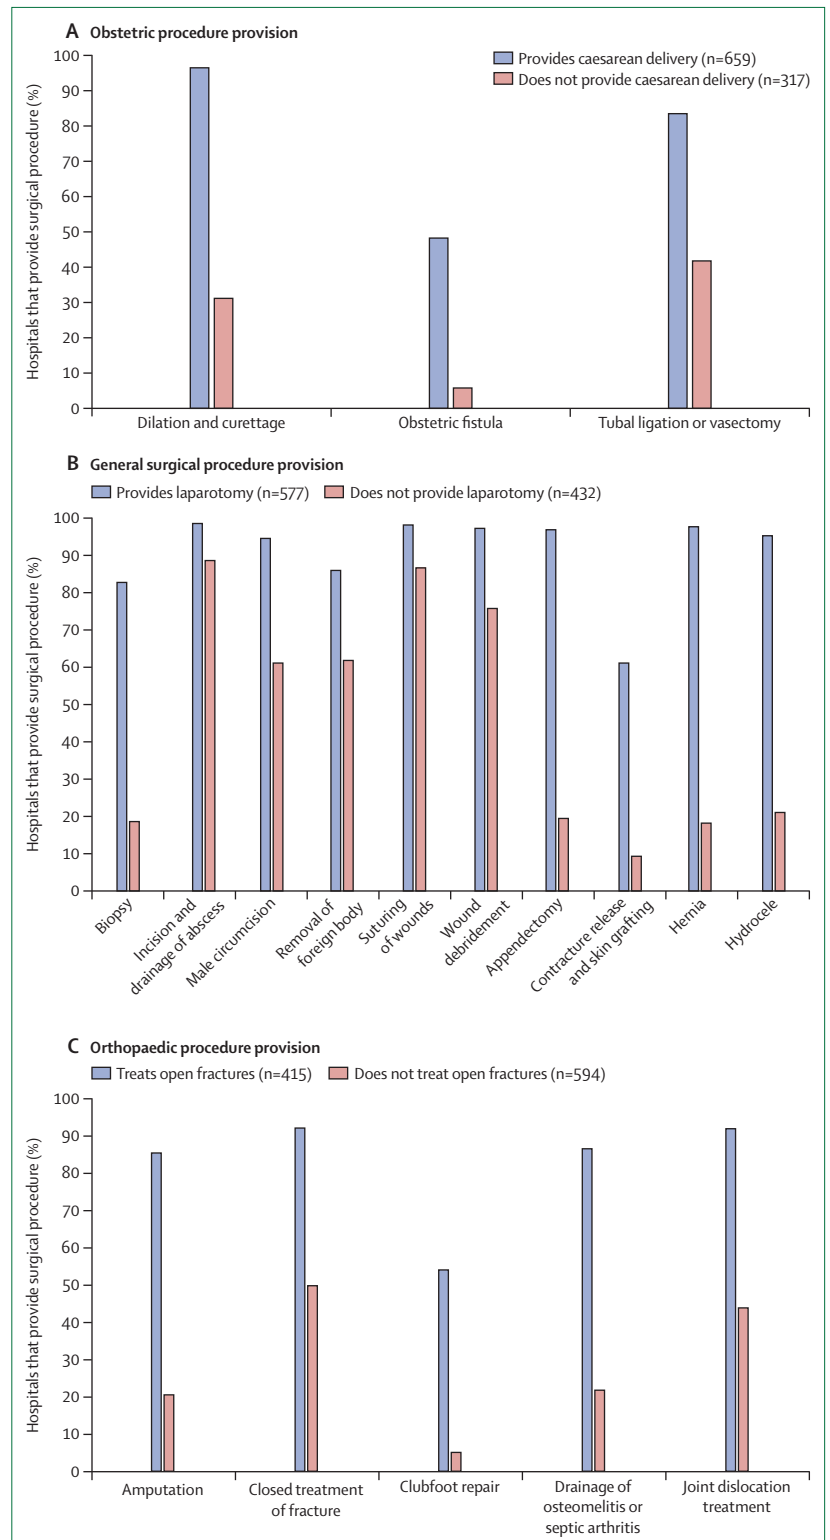 A Obstetric procedure provision
Provides caesarean delivery (n=659)
Does not provide caesarean delivery (n=317)
Hospitals that provide surgical procedure (%)
100
90
80
70
60
50
40
30
20
10
0
Dilation and curettage
Obstetric fistula
Tubal ligation or vasectomy
B General surgical procedure provision
Provides laparotomy (n=577)
Does not provide laparotomy (n=432)
Hospitals that provide surgical procedure (%)
100
90
80
70
60
50
40
30
20
10
0
Biopsy
Incision and
drainage of abscess
Male circumcision
Removal of
foreign body
Suturing
of wounds
Wound
debridement
Appendectomy
Contracture release
and skin grafting
Hernia
Hydrocele
C Orthopaedic procedure provision
Treats open fractures (n=415)
Does not treat open fractures (n=594)
Hospitals that provide surgical procedure (%)
100
90
80
70
60
50
40
30
20
10
0
Amputation
Closed treatment
of fracture
Clubfoot repair
Drainage of
osteomelitis or
septic arthritis
Joint dislocation
treatment